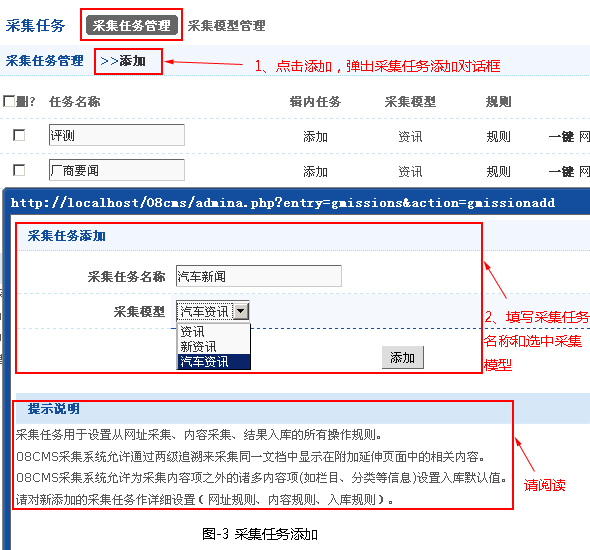 采集任务 采集任务管理 采集模型管理
采集任务管理 >>添加
1、点击添加，弹出采集任务添加对话框
删? 任务名称 辑内任务 采集模型 规则
评测 添加 资讯 规则 一键 网
厂商要闻 添加 资讯 规则 一键 网
http://localhost/08cms/admina.php?entry=gmissions&action=gmissionadd
采集任务添加
采集任务名称 汽车新闻
采集模型 汽车资讯
资讯
新资讯
汽车资讯
添加
2、填写采集任务
名称和选中采集
模型
提示说明
采集任务用于设置从网址采集、内容采集、结果入库的所有操作规则。
08CMS采集系统允许通过两级追溯来采集同一文档中显示在附加延伸页面中的相关内容。
08CMS采集系统允许为采集内容项之外的诸多内容项(如栏目、分类等信息)设置入库默认值。
请对新添加的采集任务作详细设置（网址规则、内容规则、入库规则）。
请阅读
图-3 采集任务添加